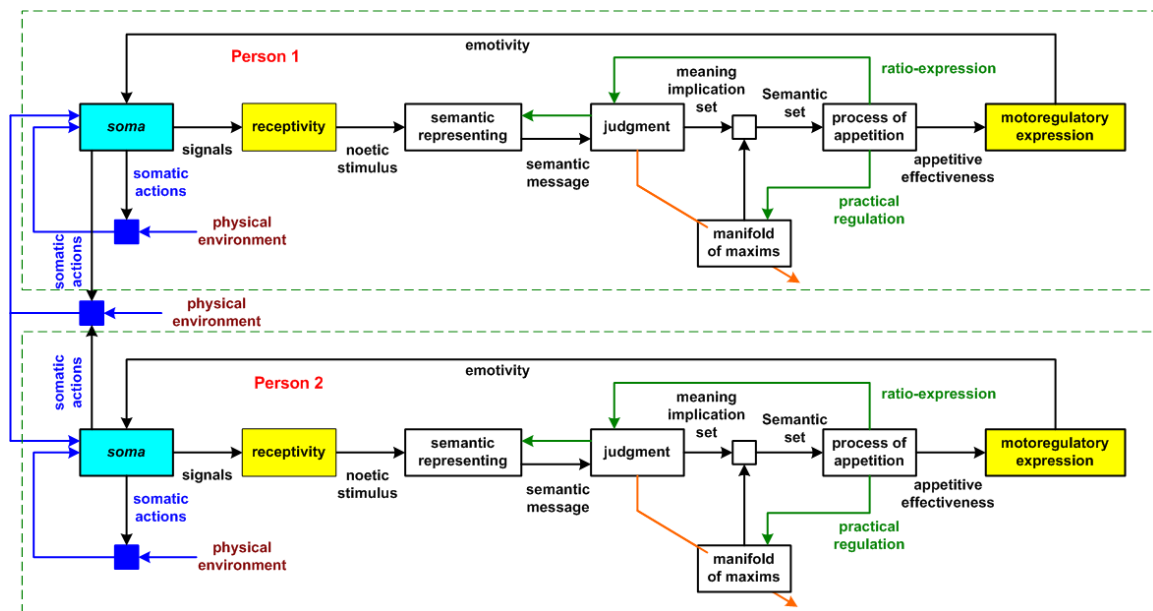 emotivity
Person 1
ratio-expression
meaning
implication
set
Semantic
set
soma
receptivity
semantic
representing
judgment
process of
appetition
motoregulatory
expression
signals
noetic
stimulus
semantic
message
appetitive
effectiveness
somatic
actions
practical
regulation
physical
environment
manifold
of maxims
somatic
actions
physical
environment
somatic
actions
emotivity
Person 2
ratio-expression
meaning
implication
set
Semantic
set
soma
receptivity
semantic
representing
judgment
process of
appetition
motoregulatory
expression
signals
noetic
stimulus
semantic
message
appetitive
effectiveness
somatic
actions
practical
regulation
physical
environment
manifold
of maxims